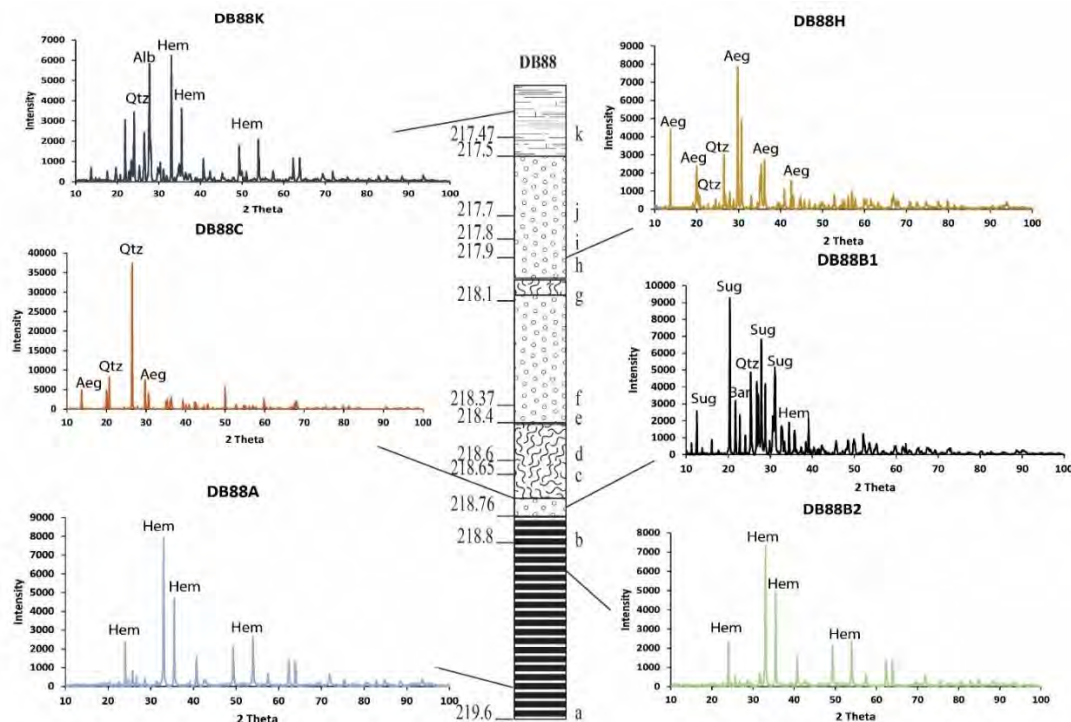 DB88K
7000
6000
5000
4000
3000
2000
1000
0
Intensity
Qtz
Alb
Hem
Hem
Hem
10 20 30 40 50 60 70 80 90 100
2 Theta
DB88C
40000
35000
30000
25000
20000
15000
10000
5000
0
Intensity
Aeg
Qtz
Qtz
Aeg
10 20 30 40 50 60 70 80 90 100
2 Theta
DB88A
9000
8000
7000
6000
5000
4000
3000
2000
1000
0
Intensity
Hem
Hem
Hem
Hem
10 20 30 40 50 60 70 80 90 100
2 Theta
DB88
217.47 k
217.5
217.7 j
217.8 i
217.9 h
218.1 g
218.37 f
218.4 e
218.6 d
218.65 c
218.76
218.8 b
219.6 a
DB88H
9000
8000
7000
6000
5000
4000
3000
2000
1000
0
Intensity
Aeg
Aeg
Qtz
Qtz
Aeg
Aeg
Aeg
10 20 30 40 50 60 70 80 90 100
2 Theta
DB88B1
10000
9000
8000
7000
6000
5000
4000
3000
2000
1000
0
Intensity
Sug
Sug
Bar
Qtz
Sug
Sug
Hem
10 20 30 40 50 60 70 80 90 100
2 Theta
DB88B2
8000
7000
6000
5000
4000
3000
2000
1000
0
Intensity
Hem
Hem
Hem
Hem
10 20 30 40 50 60 70 80 90 100
2 Theta